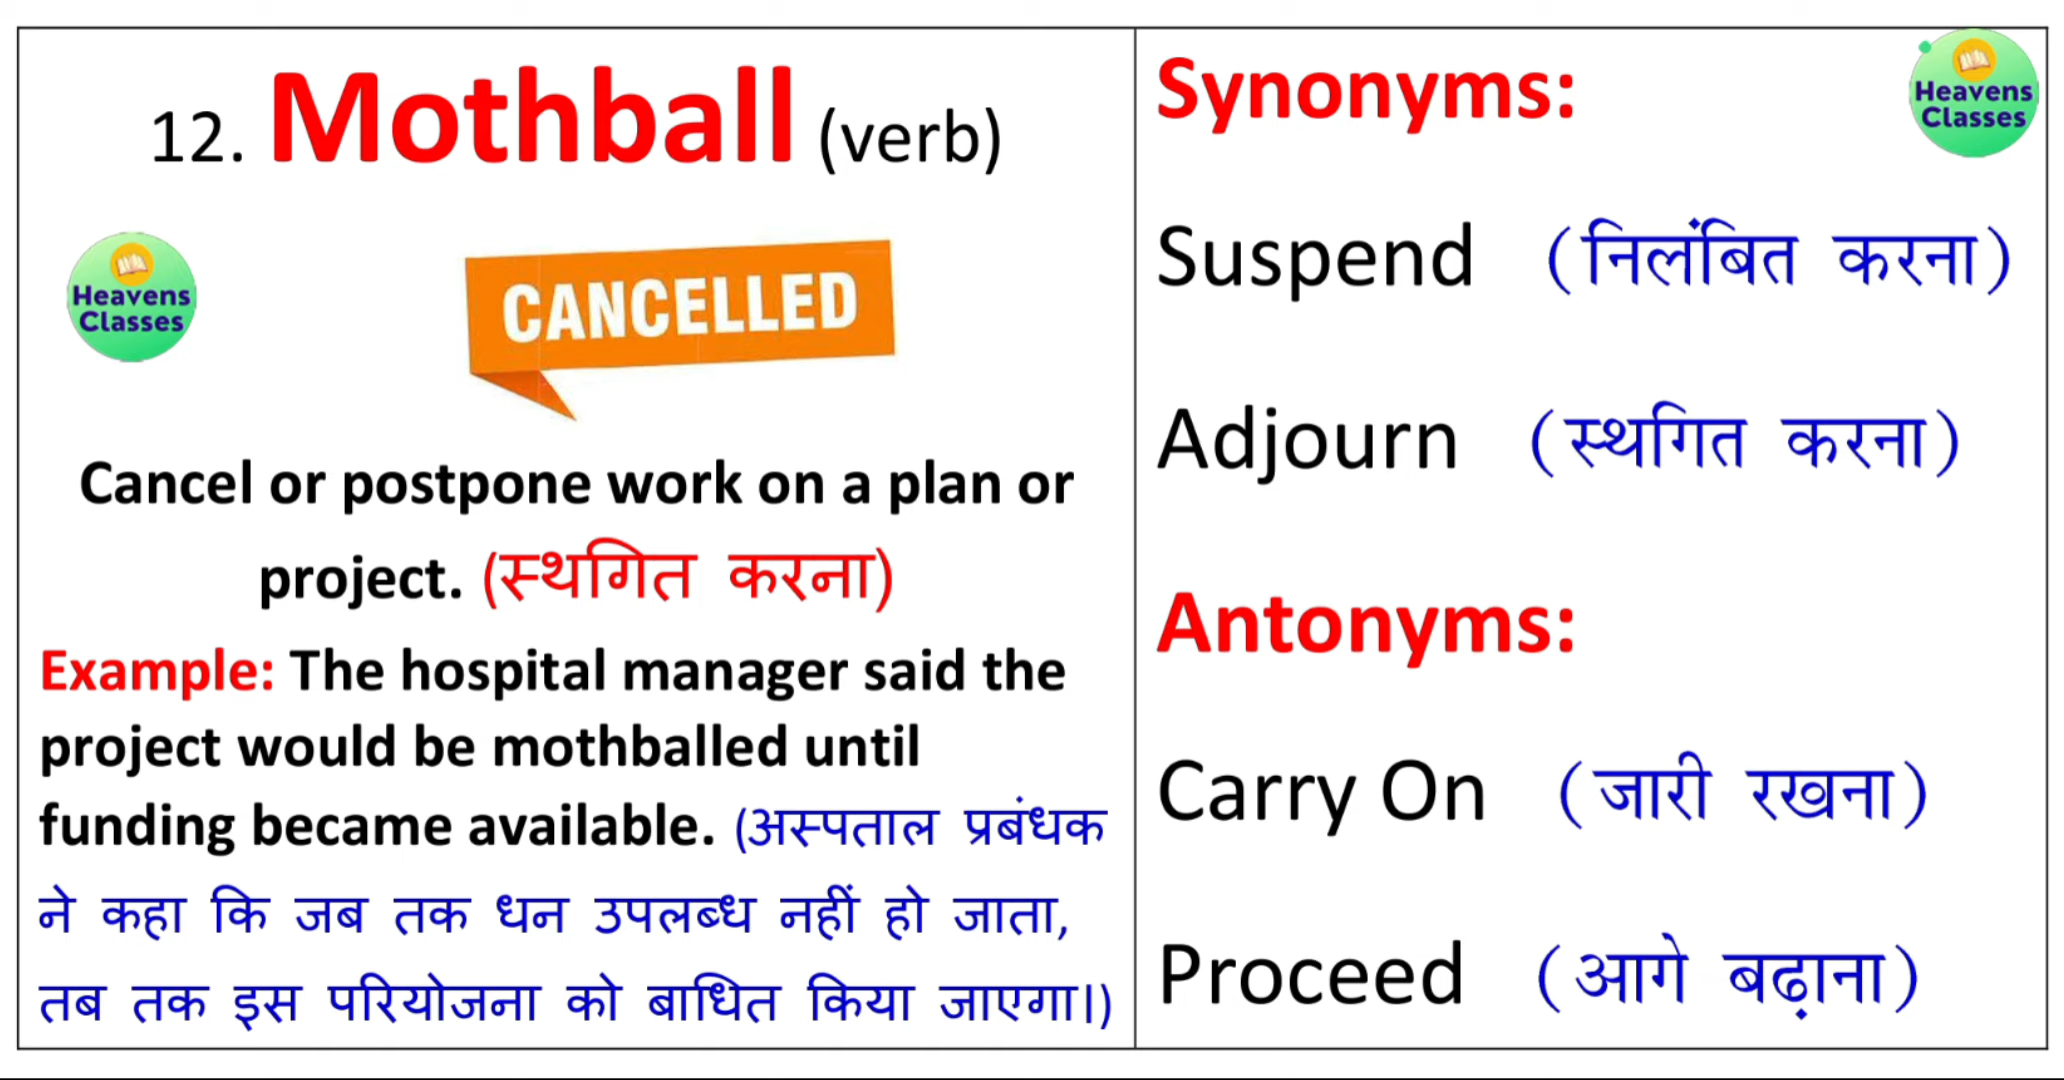 12. Mothball (verb)
Heavens
Classes
CANCELLED
Cancel or postpone work on a plan or
project. (स्थगित करना)
Example: The hospital manager said the
project would be mothballed until
funding became available. (अस्पताल प्रबंधक
ने कहा कि जब तक धन उपलब्ध नहीं हो जाता,
तब तक इस परियोजना को बाधित किया जाएगा।)
Synonyms:
Heavens
Classes
Suspend (निलंबित करना)
Adjourn (स्थगित करना)
Antonyms:
Carry On (जारी रखना)
Proceed (आगे बढ़ाना)